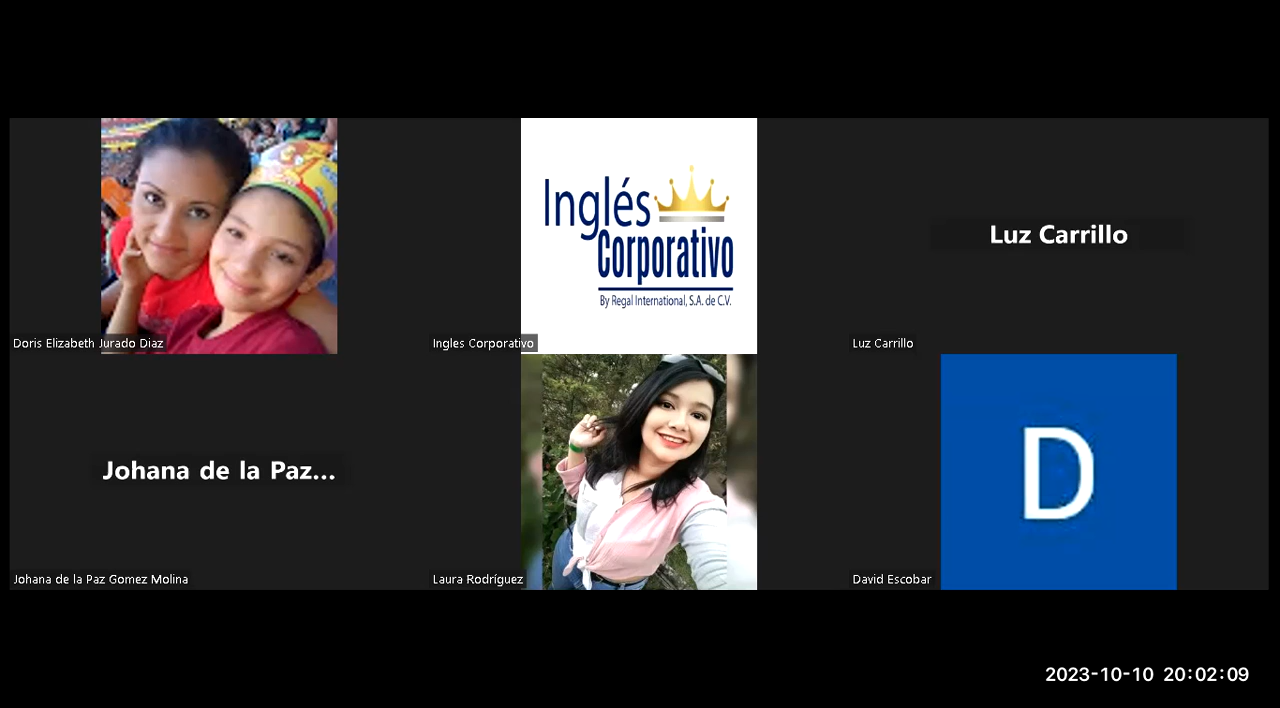 Inglés
Corporativo
By Regal International, S.A. de C.V.
Luz Carrillo
Doris Elizabeth Jurado Diaz
Ingles Corporativo
Luz Carrillo
Johana de la Paz...
D
Johana de la Paz Gomez Molina
Laura Rodríguez
David Escobar
2023-10-10 20:02:09